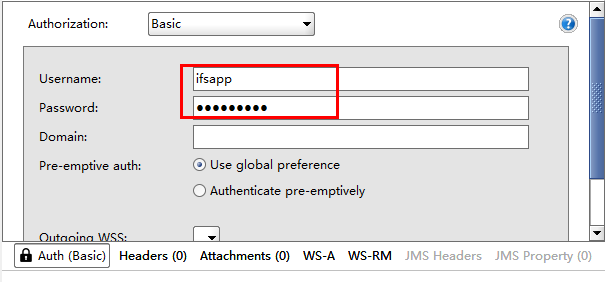 Authorization: Basic
Username: ifsapp
Password: ●●●●●●●●●
Domain:
Pre-emptive auth: Use global preference
Authenticate pre-emptively
Outgoing WSS:
Auth (Basic) Headers (0) Attachments (0) WS-A WS-RM JMS Headers JMS Property (0)